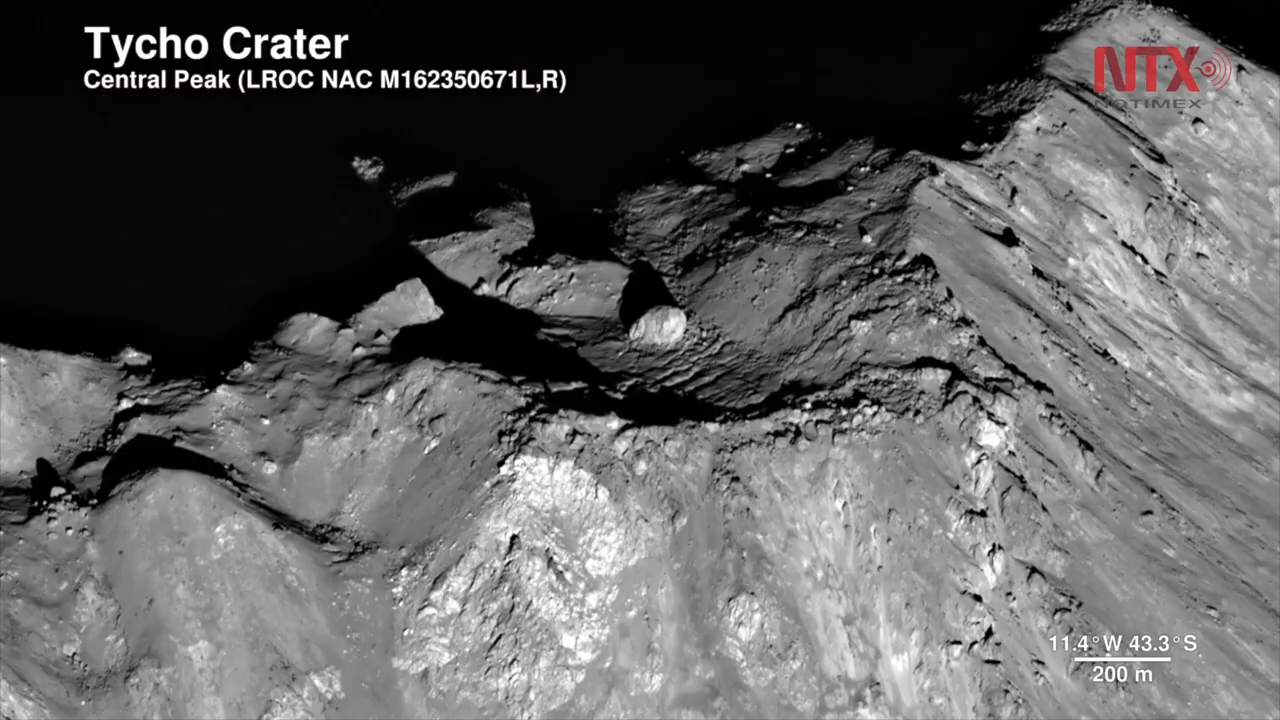 Tycho Crater
Central Peak (LROC NAC M162350671L,R)
NTX
NOTIMEX
11.4°W 43.3°S
200 m